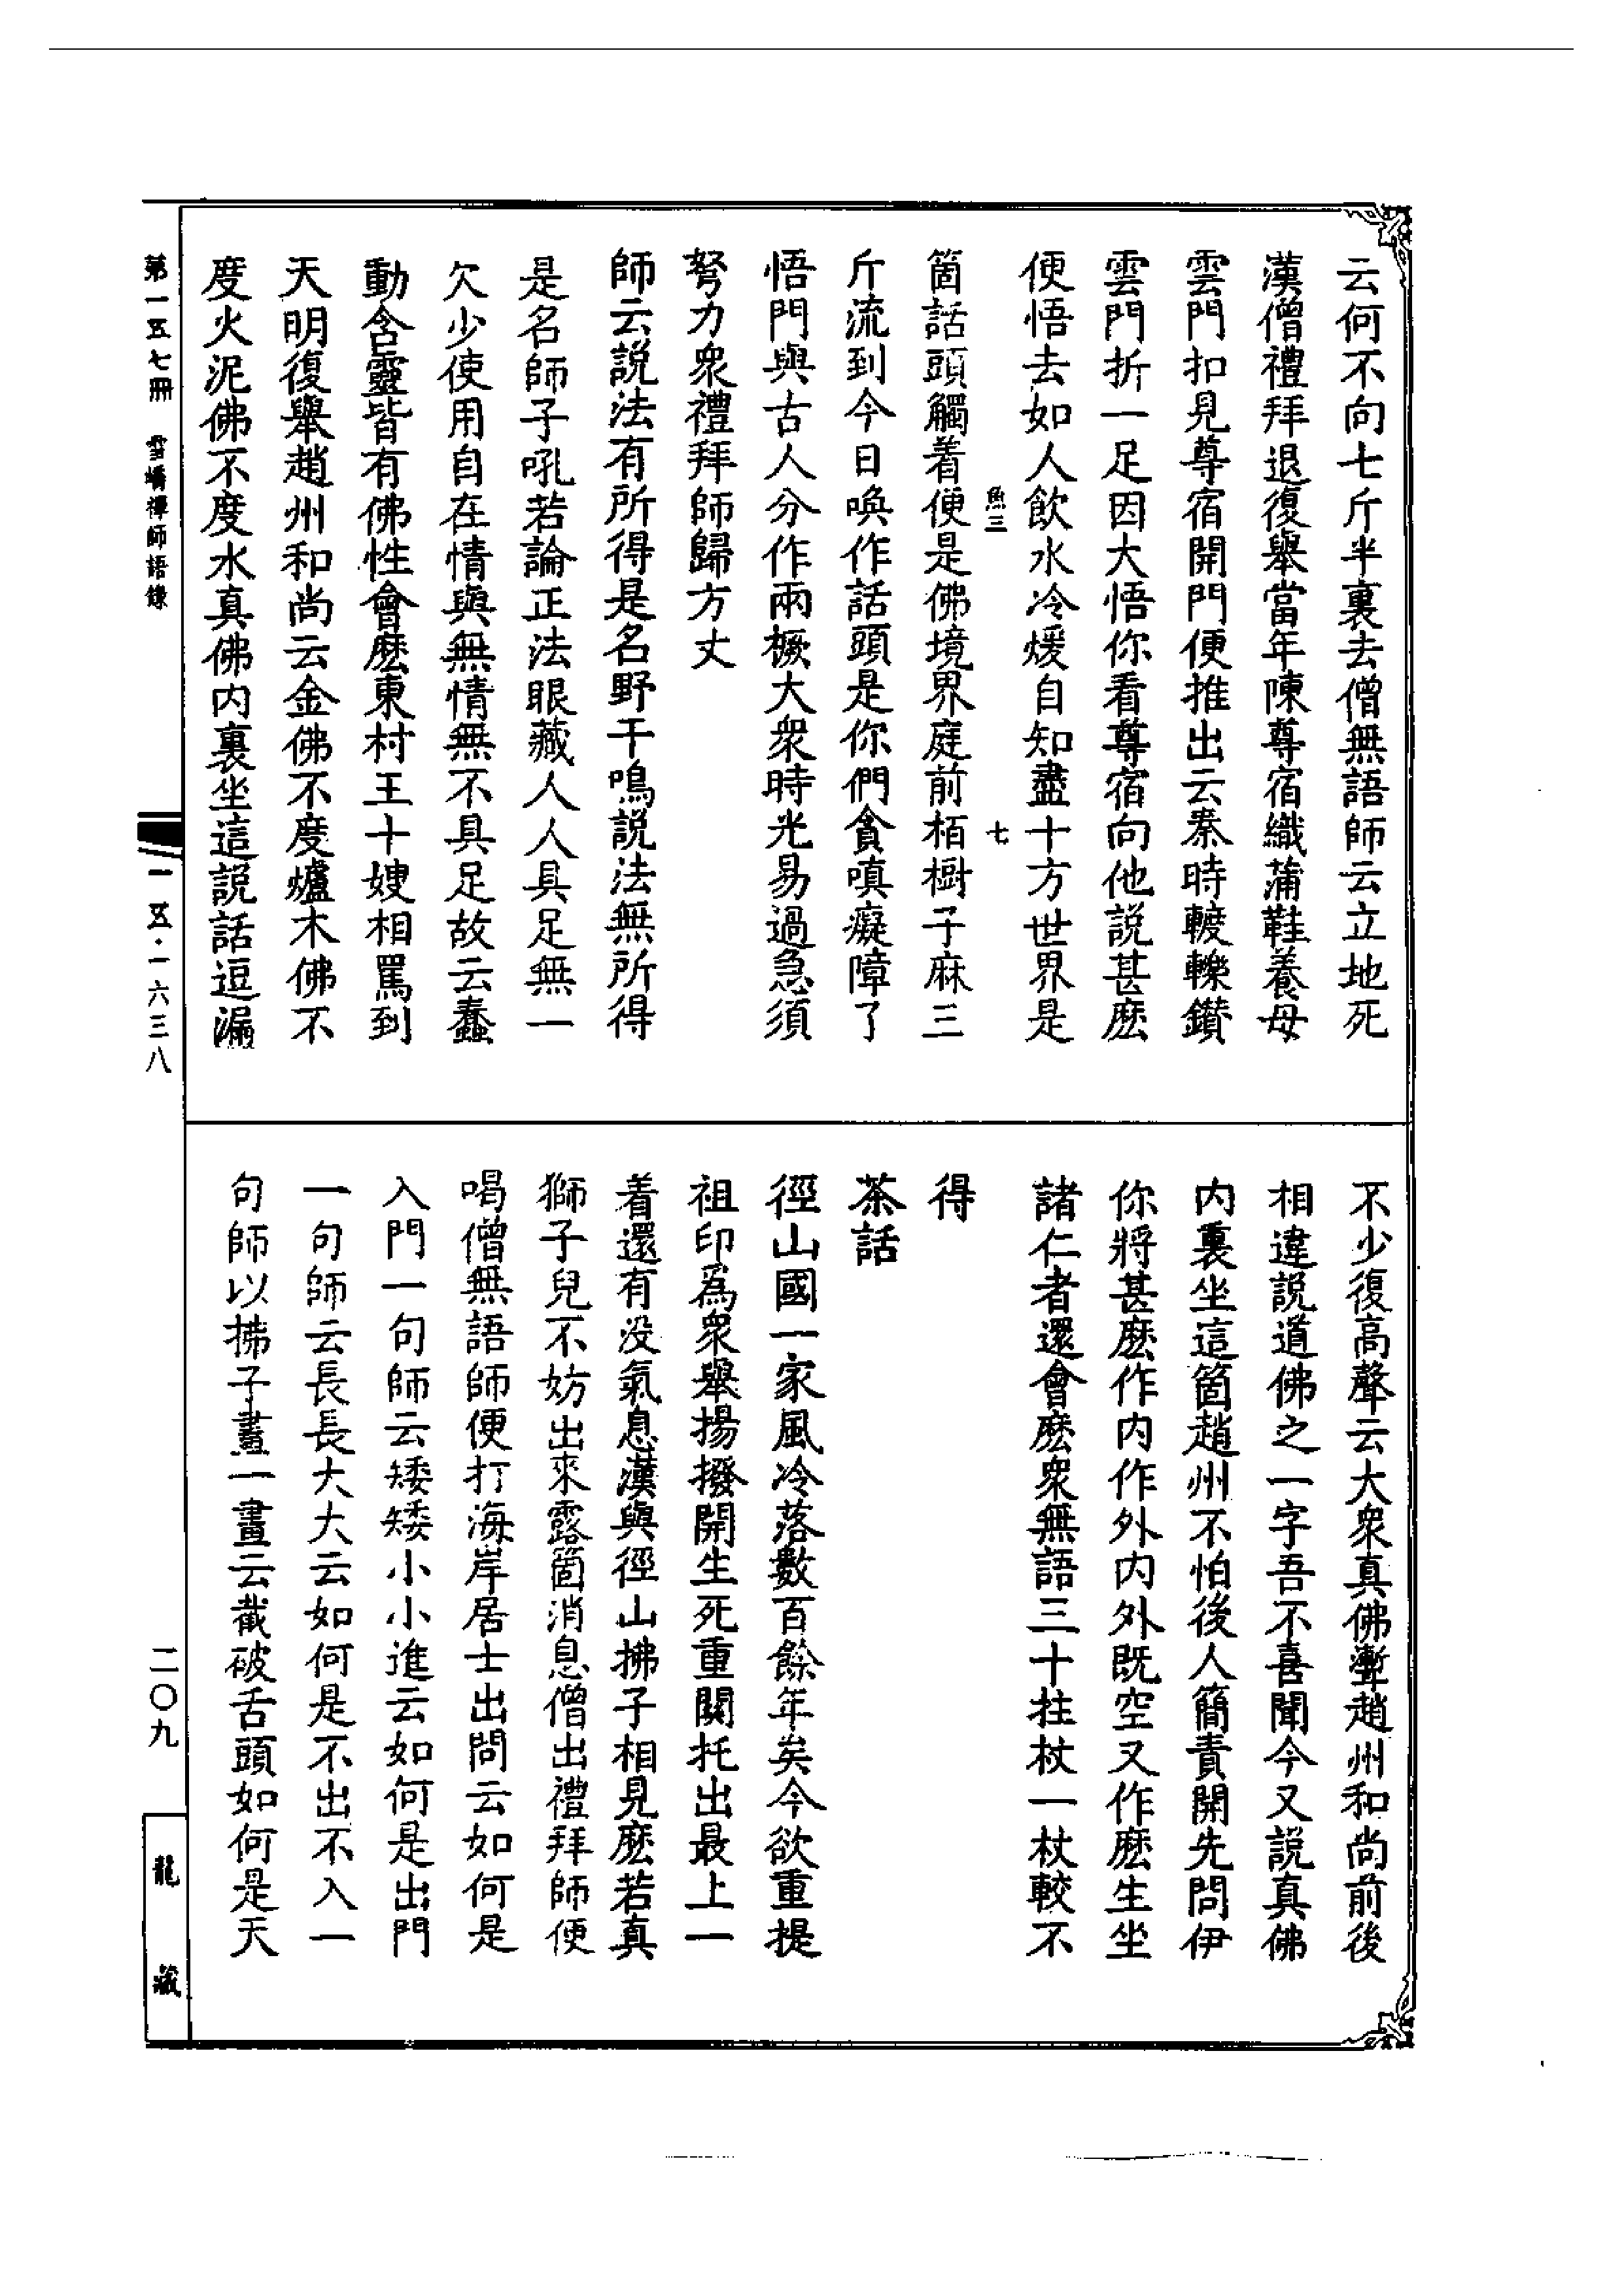 云何不向七斤半裏去僧無語師云立地死
漢僧禮拜退復舉當年陳尊宿織蒲鞋養母
雲門扣見尊宿開門便推出云秦時𨍏轢鑚
雲門折一足因大悟你看尊宿向他説甚麽
便悟去如人飲水冷煖自知盡十方世界是
魚三 七
箇話頭觸着便是佛境界庭前栢樹子麻三
斤流到今日喚作話頭是你們貪嗔癡障了
悟門與古人分作兩橛大衆時光易過急須
努力衆禮拜師歸方丈
師云説法有所得是名野干鳴説法無所得
是名師子吼若論正法眼藏人人具足無一
欠少使用自在情與無情無不具足故云蠢
動含靈皆有佛性會麽東村王十嫂相罵到
天明復舉趙州和尚云金佛不度爐木佛不
度火泥佛不度水真佛内裏坐這説話逗漏
不少復高聲云大衆真佛壍趙州和尚前後
相違説道佛之一字吾不喜聞今又説真佛
内裏坐這箇趙州不怕後人簡責開先問伊
你將甚麽作内作外内外既空又作麽生坐
諸仁者還會麽衆無語三十拄杖一杖較不
得
茶話
徑山國一家風冷落數百餘年矣今欲重提
祖印爲衆舉揚撥開生死重關托出最上一
着還有没氣息漢與徑山拂子相見麽若真
獅子兒不妨出來露箇消息僧出禮拜師便
喝僧無語師便打海岸居士出問云如何是
入門一句師云矮矮小小進云如何是出門
一句師云長長大大云如何是不出不入一
句師以拂子畫一畫云截破舌頭如何是天
第一五七冊 雪嶠禪師語錄
一五·一六三八
二〇九
龍藏